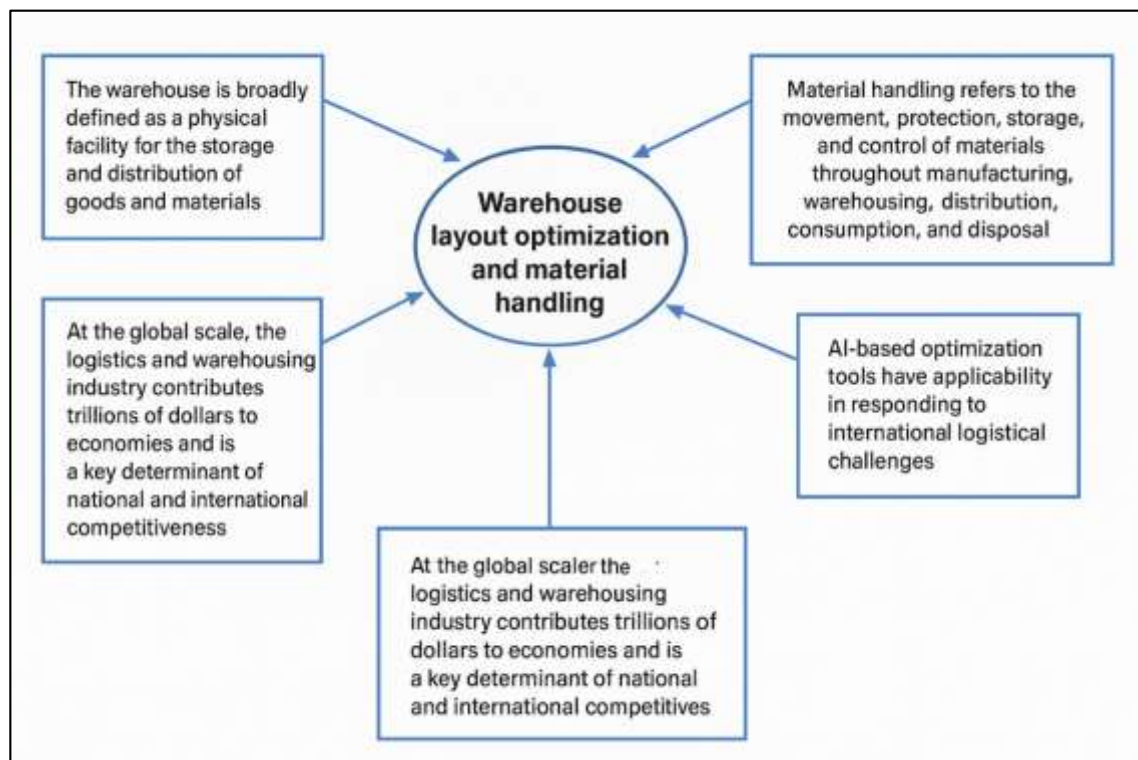 The warehouse is broadly
defined as a physical
facility for the storage
and distribution of
goods and materials
Material handling refers to the
movement, protection, storage,
and control of materials
throughout manufacturing,
warehousing, distribution,
consumption, and disposal
Warehouse
layout optimization
and material
handling
At the global scale, the
logistics and warehousing
industry contributes
trillions of dollars to
economies and is
a key determinant of
national and international
competitiveness
AI-based optimization
tools have applicability
in responding to
international logistical
challenges
At the global scaler the
logistics and warehousing
industry contributes trillions of
dollars to economies and is
a key determinant of national
and international competitives